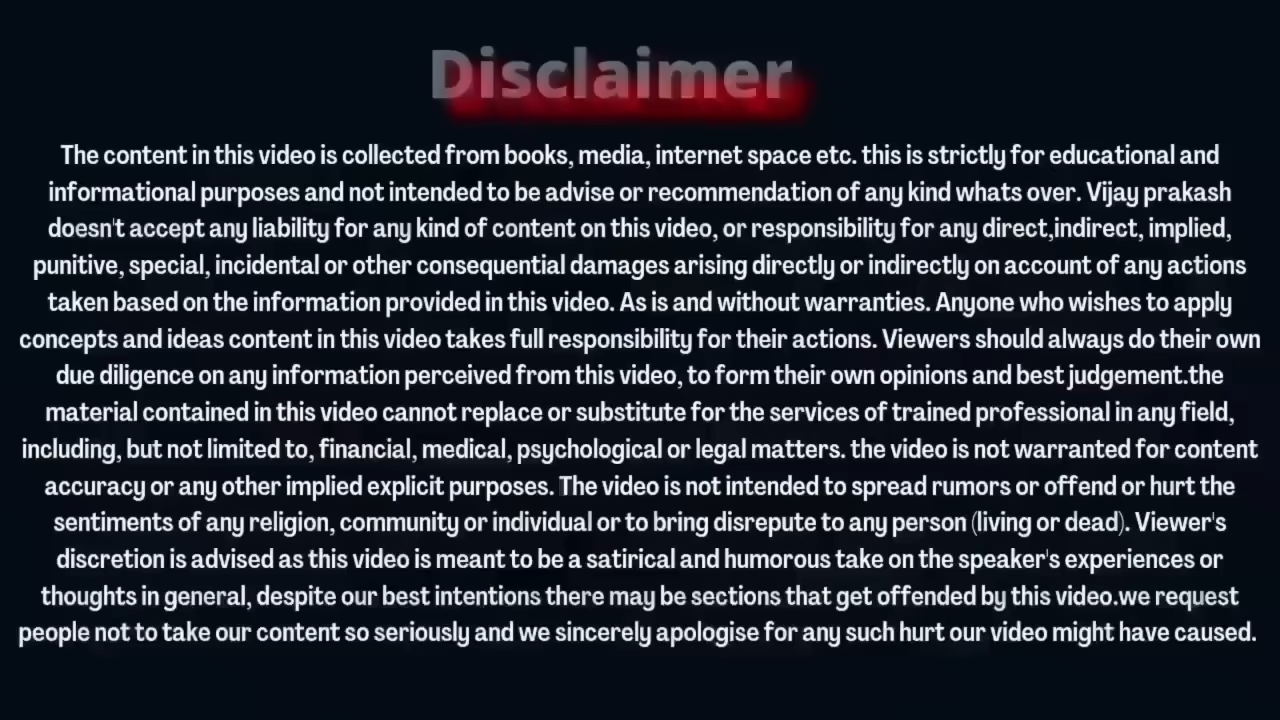 Disclaimer
The content in this video is collected from books, media, internet space etc. this is strictly for educational and
informational purposes and not intended to be advise or recommendation of any kind whats over. Vijay prakash
doesn't accept any liability for any kind of content on this video, or responsibility for any direct,indirect, implied,
punitive, special, incidental or other consequential damages arising directly or indirectly on account of any actions
taken based on the information provided in this video. As is and without warranties. Anyone who wishes to apply
concepts and ideas content in this video takes full responsibility for their actions. Viewers should always do their own
due diligence on any information perceived from this video, to form their own opinions and best judgement.the
material contained in this video cannot replace or substitute for the services of trained professional in any field,
including, but not limited to, financial, medical, psychological or legal matters. the video is not warranted for content
accuracy or any other implied explicit purposes. The video is not intended to spread rumors or offend or hurt the
sentiments of any religion, community or individual or to bring disrepute to any person (living or dead). Viewer's
discretion is advised as this video is meant to be a satirical and humorous take on the speaker's experiences or
thoughts in general, despite our best intentions there may be sections that get offended by this video.we request
people not to take our content so seriously and we sincerely apologise for any such hurt our video might have caused.